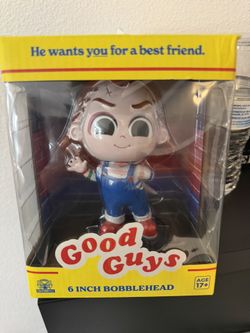 He wants you for a best friend.
Good
Guys
6 INCH BOBBLEHEAD
AGE
17+